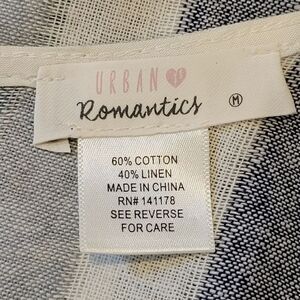 URBAN
Romantics
M
60% COTTON
40% LINEN
MADE IN CHINA
RN# 141178
SEE REVERSE
FOR CARE